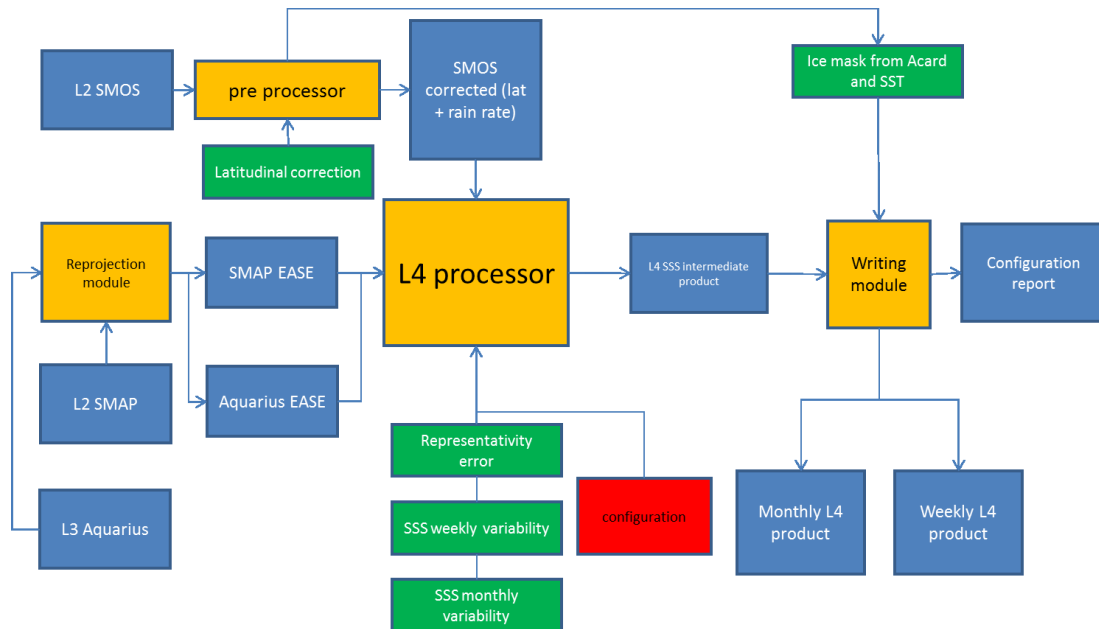 L2 SMOS
pre processor
SMOS
corrected (lat
+ rain rate)
Ice mask from Acard
and SST
Latitudinal correction
Reprojection
module
SMAP EASE
L4 processor
L4 SSS intermediate
product
Writing
module
Configuration
report
L2 SMAP
Aquarius EASE
Representativity
error
L3 Aquarius
SSS weekly variability
configuration
Monthly L4
product
Weekly L4
product
SSS monthly
variability